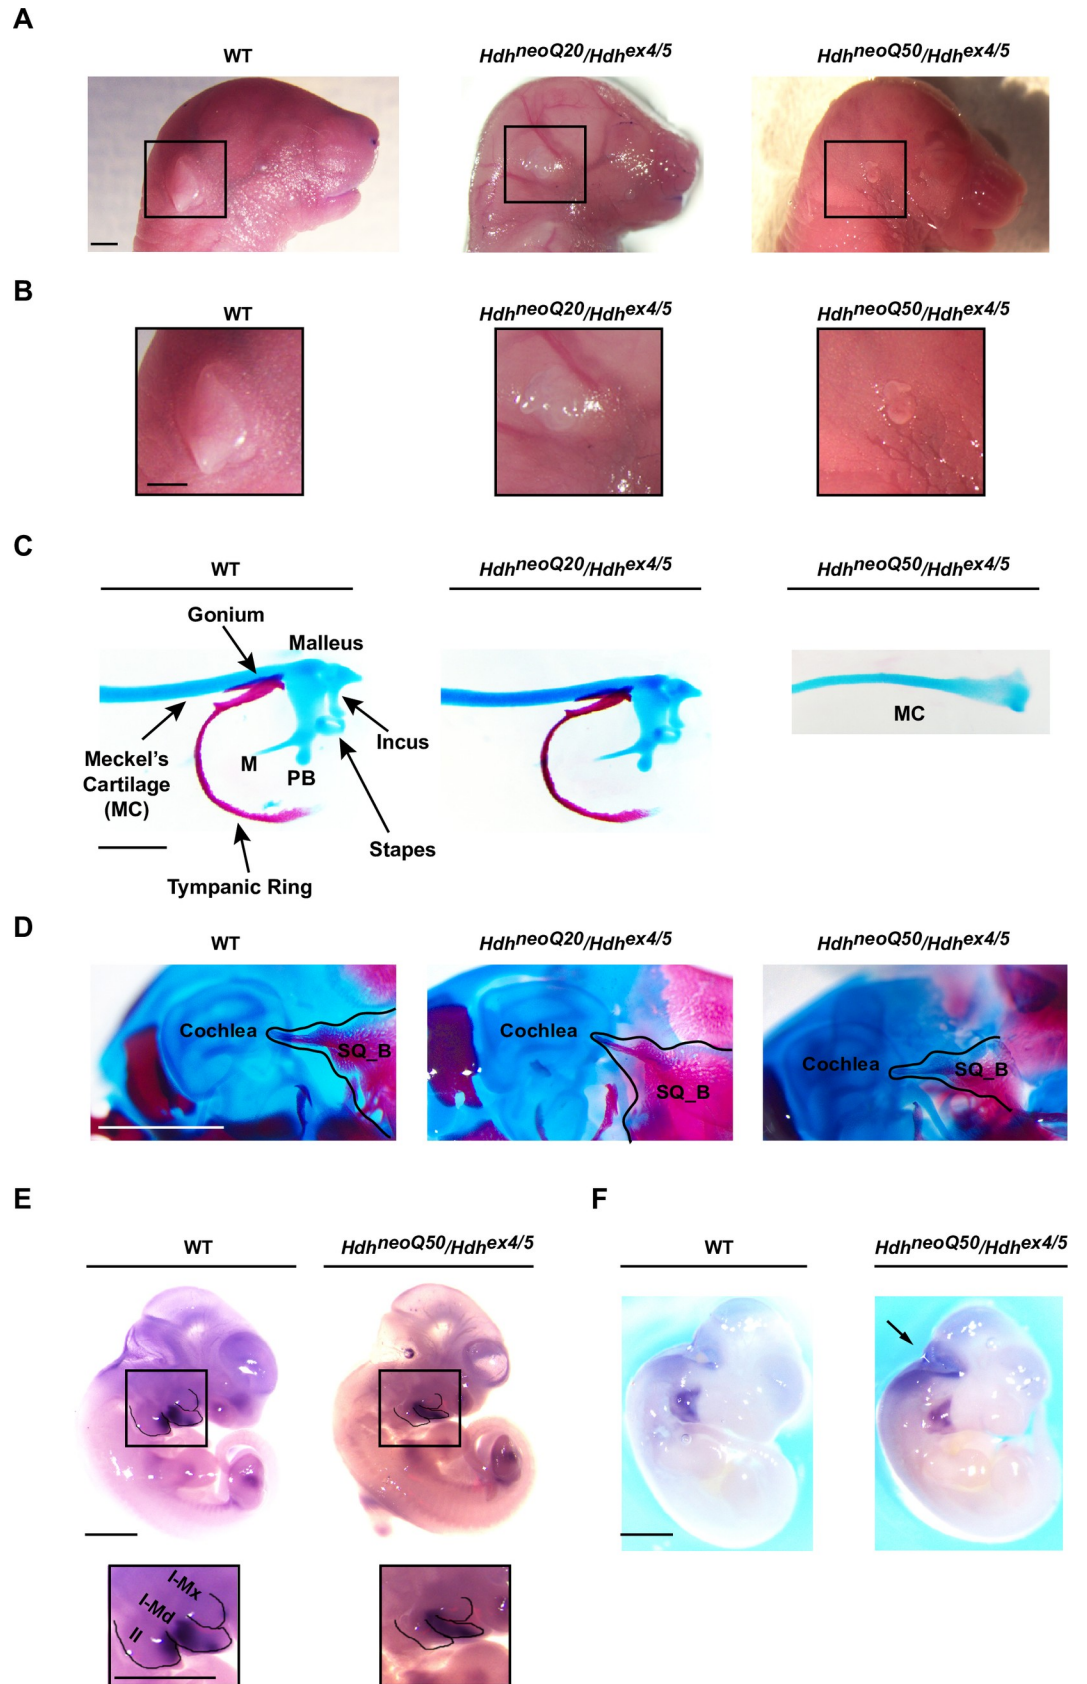 A
WT
HdhneoQ20/Hdhex4/5
HdhneoQ50/Hdhex4/5
B
WT
HdhneoQ20/Hdhex4/5
HdhneoQ50/Hdhex4/5
C
WT
HdhneoQ20/Hdhex4/5
HdhneoQ50/Hdhex4/5
Gonium
Malleus
Incus
MC
Meckel's
Cartilage
(MC)
M
PB
Stapes
Tympanic Ring
D
WT
HdhneoQ20/Hdhex4/5
HdhneoQ50/Hdhex4/5
Cochlea
SQ_B
Cochlea
SQ_B
Cochlea
SQ_B
E
WT
HdhneoQ50/Hdhex4/5
I-Mx
I-Md
II
F
WT
HdhneoQ50/Hdhex4/5